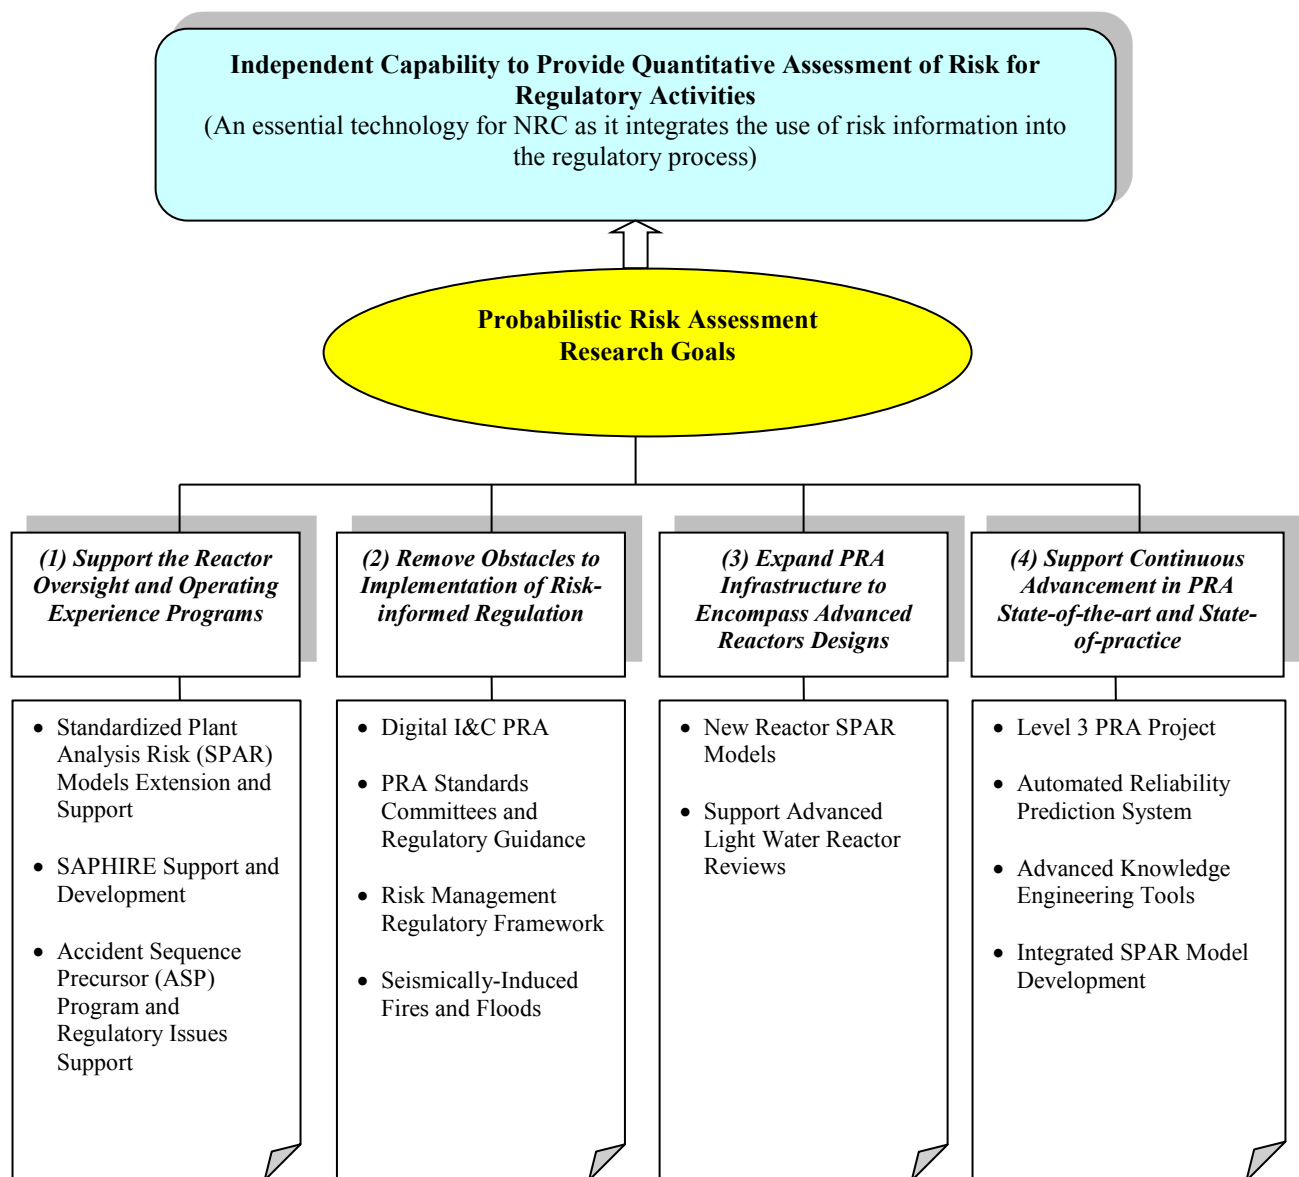 Independent Capability to Provide Quantitative Assessment of Risk for
Regulatory Activities
(An essential technology for NRC as it integrates the use of risk information into
the regulatory process)
Probabilistic Risk Assessment
Research Goals
(1) Support the Reactor
Oversight and Operating
Experience Programs
(2) Remove Obstacles to
Implementation of Risk-
informed Regulation
(3) Expand PRA
Infrastructure to
Encompass Advanced
Reactors Designs
(4) Support Continuous
Advancement in PRA
State-of-the-art and State-
of-practice
• Standardized Plant
Analysis Risk (SPAR)
Models Extension and
Support
• SAPHIRE Support and
Development
• Accident Sequence
Precursor (ASP)
Program and
Regulatory Issues
Support
• Digital I&C PRA
• PRA Standards
Committees and
Regulatory Guidance
• Risk Management
Regulatory Framework
• Seismically-Induced
Fires and Floods
• New Reactor SPAR
Models
• Support Advanced
Light Water Reactor
Reviews
• Level 3 PRA Project
• Automated Reliability
Prediction System
• Advanced Knowledge
Engineering Tools
• Integrated SPAR Model
Development